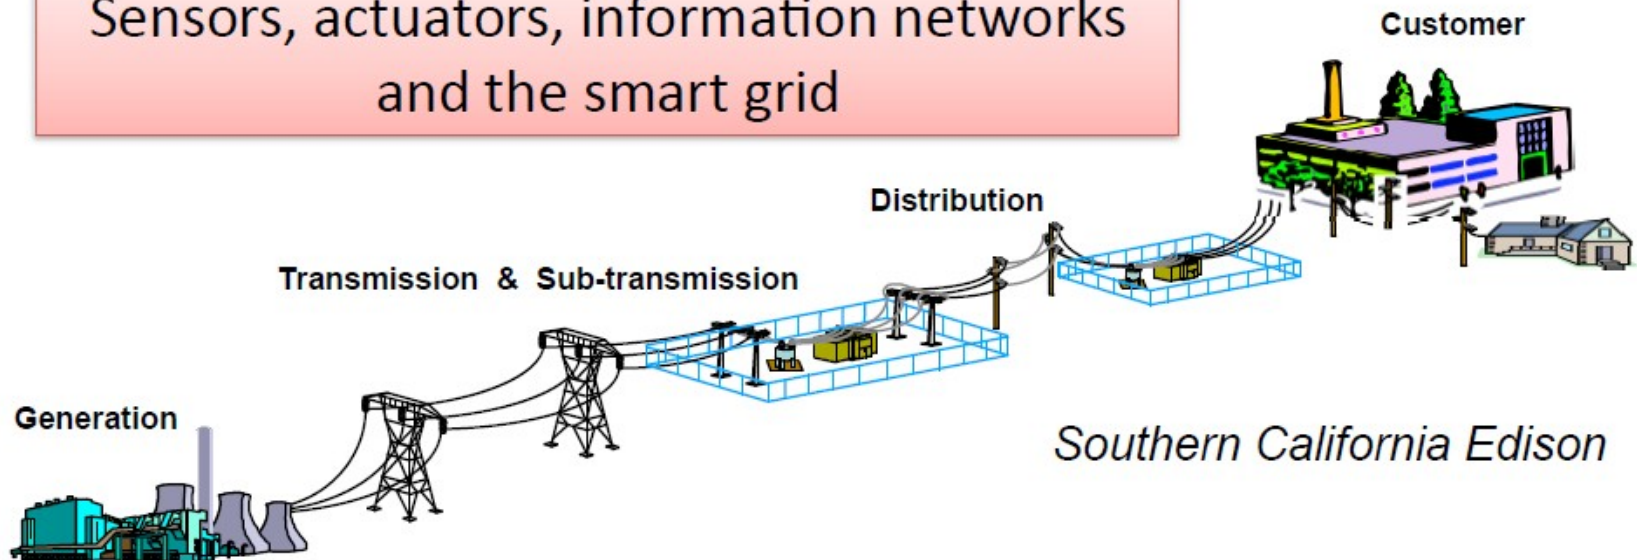 Sensors, actuators, information networks
and the smart grid
Customer
Distribution
Transmission & Sub-transmission
Generation
Southern California Edison